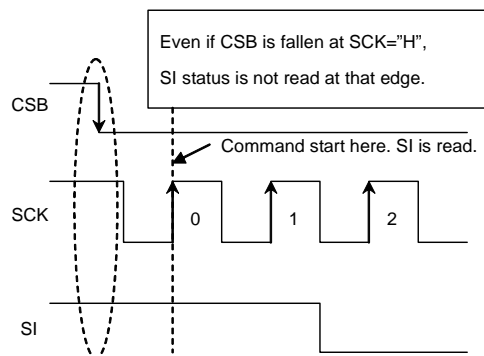 Even if CSB is fallen at SCK=”H”,
SI status is not read at that edge.
CSB
Command start here. SI is read.
SCK
0
1
2
SI